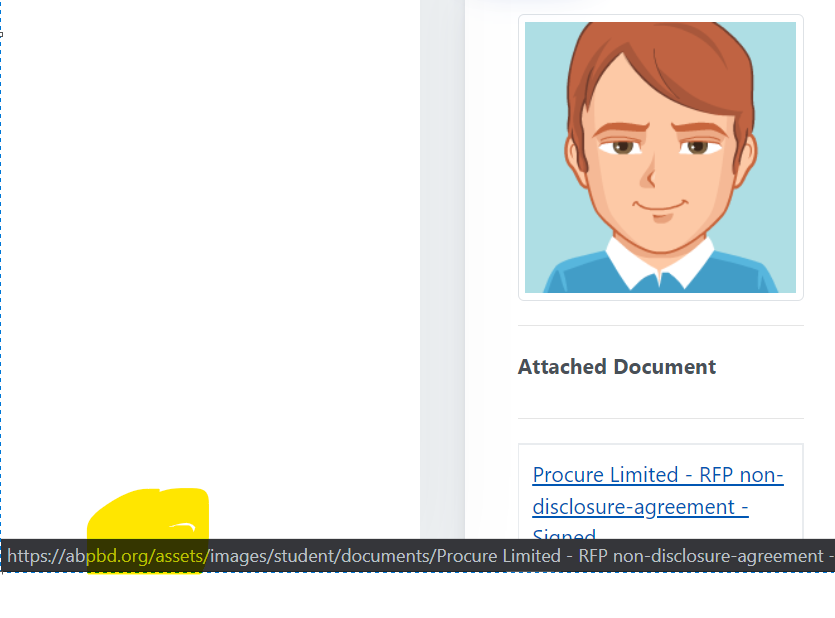 Attached Document
Procure Limited - RFP non-
disclosure-agreement -
Signed
https://abpbd.org/assets/images/student/documents/Procure Limited - RFP non-disclosure-agreement -